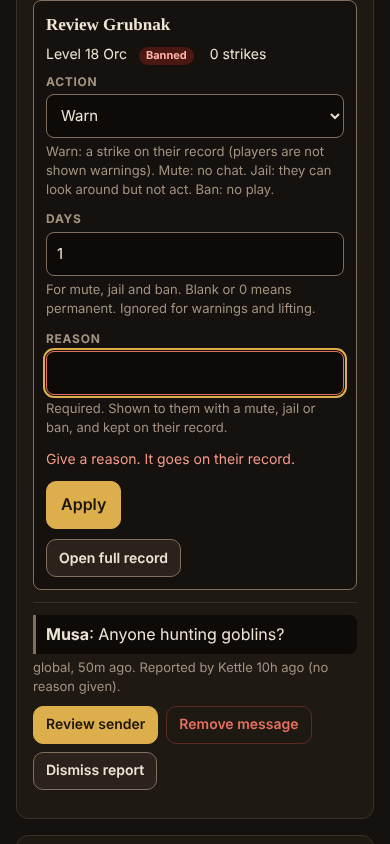 Review Grubnak
Level 18 Orc Banned 0 strikes
ACTION
Warn
Warn: a strike on their record (players are not
shown warnings). Mute: no chat. Jail: they can
look around but not act. Ban: no play.
DAYS
1
For mute, jail and ban. Blank or 0 means
permanent. Ignored for warnings and lifting.
REASON
Required. Shown to them with a mute, jail or
ban, and kept on their record.
Give a reason. It goes on their record.
Apply
Open full record
Musa: Anyone hunting goblins?
global, 50m ago. Reported by Kettle 10h ago (no
reason given).
Review sender Remove message
Dismiss report